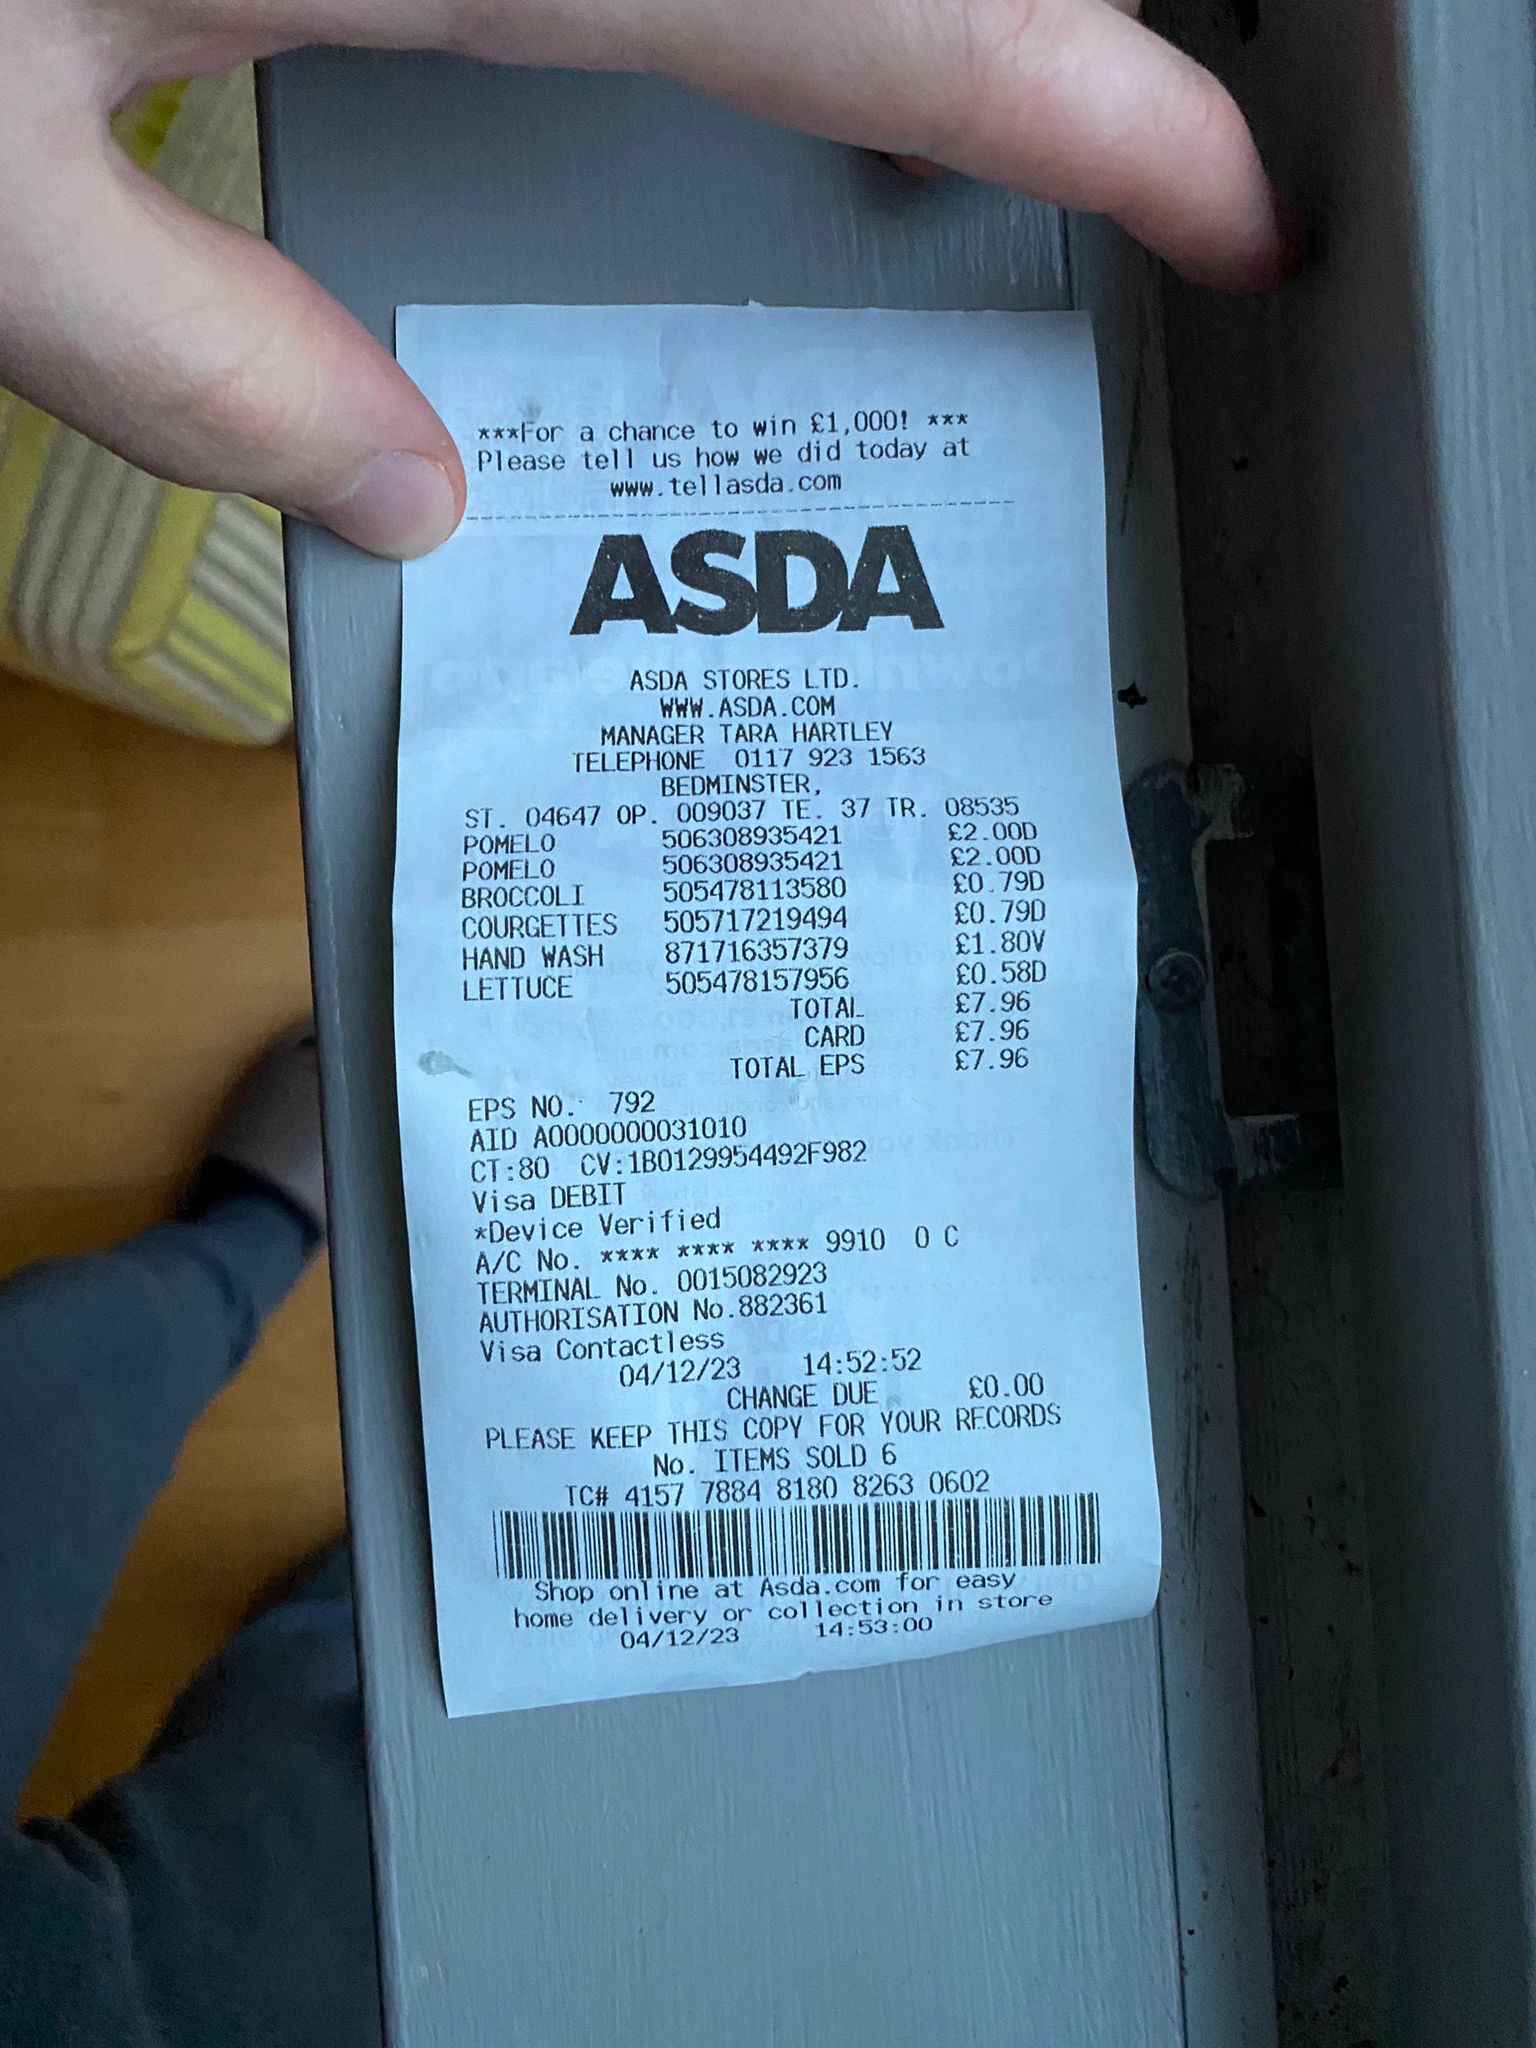 ***For a chance to win £1,000! ***
Please tell us how we did today at
www.tellasda.com
ASDA
ASDA STORES LTD.
WWW.ASDA.COM
MANAGER TARA HARTLEY
TELEPHONE 0117 923 1563
BEDMINSTER,
ST. 04647 OP. 009037 TE. 37 TR. 08535
POMELO 506308935421 £2.00D
POMELO 506308935421 £2.00D
BROCCOLI 505478113580 £0.79D
COURGETTES 505717219494 £0.79D
HAND WASH 871716357379 £1.80V
LETTUCE 505478157956 £0.58D
TOTAL £7.96
CARD £7.96
TOTAL EPS £7.96
EPS NO. 792
AID A0000000031010
CT:80 CV:1B0129954492F982
Visa DEBIT
*Device Verified
A/C No. **** **** **** 9910 0 C
TERMINAL No. 0015082923
AUTHORISATION No.882361
Visa Contactless
04/12/23 14:52:52
CHANGE DUE £0.00
PLEASE KEEP THIS COPY FOR YOUR RECORDS
No. ITEMS SOLD 6
TC# 4157 7884 8180 8263 0602
Shop online at Asda.com for easy
home delivery or collection in store
04/12/23 14:53:00